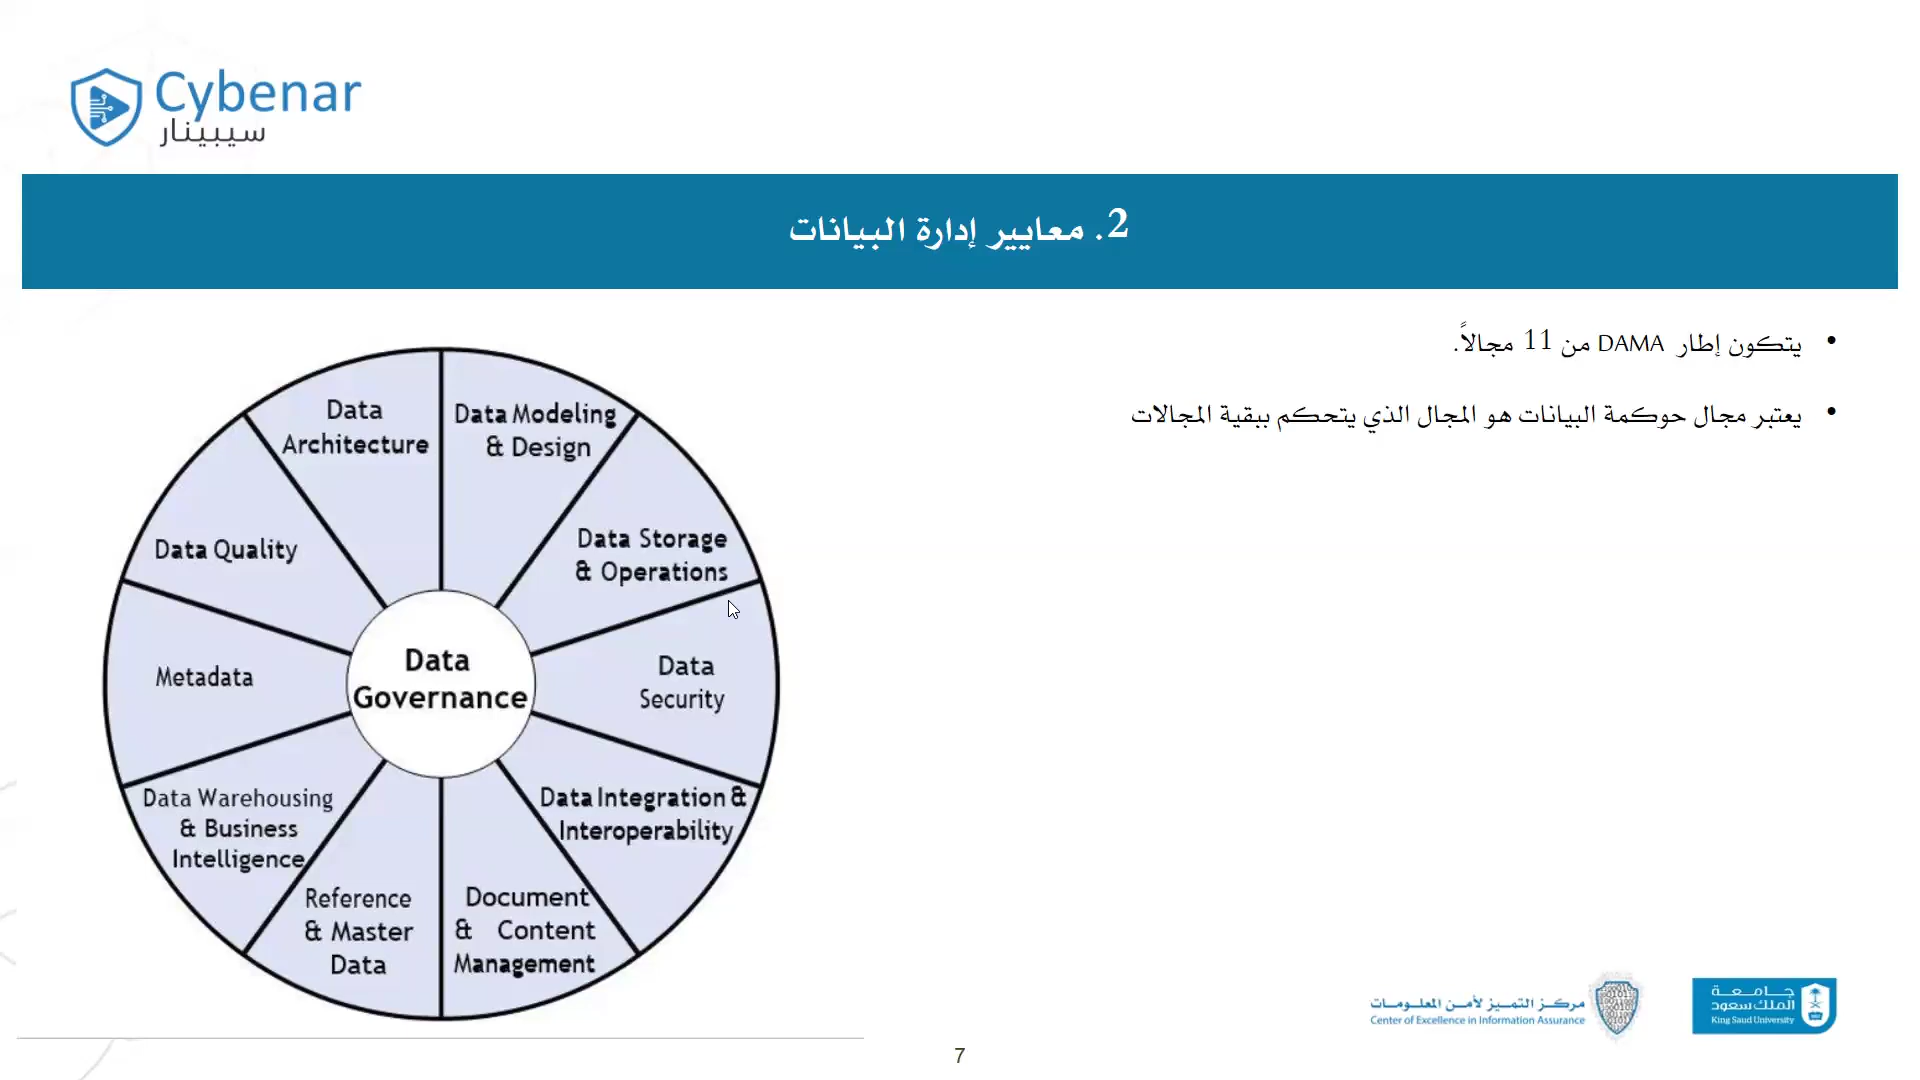 Cybenar
سيبينار
2. معايير إدارة البيانات
• يتكون إطار DAMA من 11 مجالاً.
• يعتبر مجال حوكمة البيانات هو المجال الذي يتحكم ببقية المجالات
Data
Architecture
Data Modeling
& Design
Data Storage
& Operations
Data
Security
Data Integration &
Interoperability
Document
& Content
Management
Reference
& Master
Data
Data Warehousing
& Business
Intelligence
Metadata
Data Quality
Data
Governance
مركز التميز لأمن المعلومات
Center of Excellence in Information Assurance
جامعة
الملك سعود
King Saud University
7